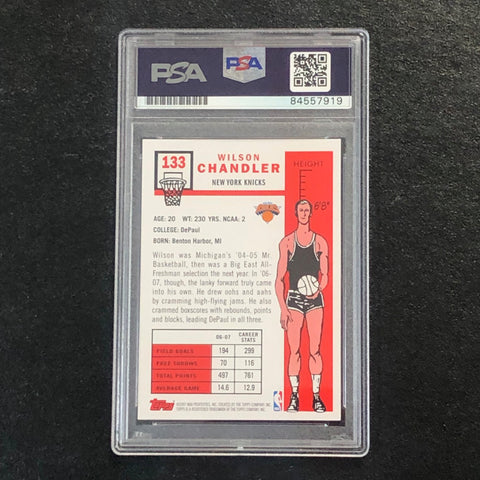 PSA
PSA
84557919
133
WILSON
CHANDLER
NEW YORK KNICKS
HEIGHT
6'8"
AGE: 20 WT: 230 YRS. NCAA: 2
COLLEGE: DePaul
BORN: Benton Harbor, MI
Wilson was Michigan's '04-05 Mr.
Basketball, then was a Big East All-
Freshman selection the next year. In '06-
07, though, the lanky forward truly came
into his own. He drew oohs and aahs
by cramming high-flying jams. He also
crammed boxscores with rebounds, points
and blocks, leading DePaul in all three.
06-07 CAREER STATS
FIELD GOALS 194 299
FREE THROWS 70 116
TOTAL POINTS 497 761
AVERAGE GAME 14.6 12.9
Topps
NBA